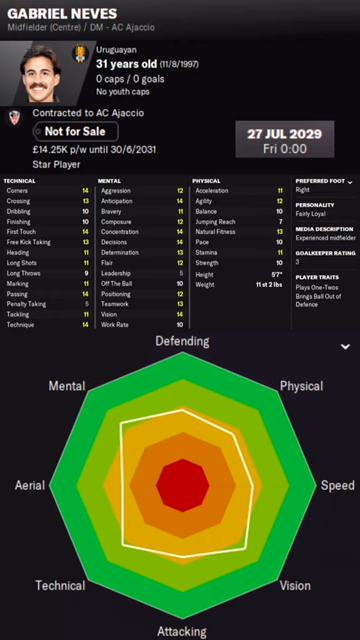 GABRIEL NEVES
Midfielder (Centre) / DM - AC Ajaccio
Uruguayan
31 years old (11/8/1997)
0 caps / 0 goals
No youth caps
Contracted to AC Ajaccio
Not for Sale
£14.25K p/w until 30/6/2031
Star Player
27 JUL 2029
Fri 0:00
TECHNICAL
Corners 14
Crossing 13
Dribbling 10
Finishing 10
First Touch 14
Free Kick Taking 13
Heading 11
Long Shots 11
Long Throws 9
Marking 11
Passing 14
Penalty Taking 5
Tackling 11
Technique 14
MENTAL
Aggression 12
Anticipation 14
Bravery 11
Composure 12
Concentration 14
Decisions 14
Determination 13
Flair 12
Leadership 5
Off The Ball 10
Positioning 12
Teamwork 13
Vision 14
Work Rate 10
PHYSICAL
Acceleration 11
Agility 12
Balance 10
Jumping Reach 7
Natural Fitness 13
Pace 10
Stamina 11
Strength 10
Height 5'7"
Weight 11 st 2 lbs
PREFERRED FOOT
Right
PERSONALITY
Fairly Loyal
MEDIA DESCRIPTION
Experienced midfielder
GOALKEEPER RATING
3
PLAYER TRAITS
Plays One-Twos
Brings Ball Out of
Defence
Defending
Mental
Physical
Aerial
Speed
Technical
Vision
Attacking